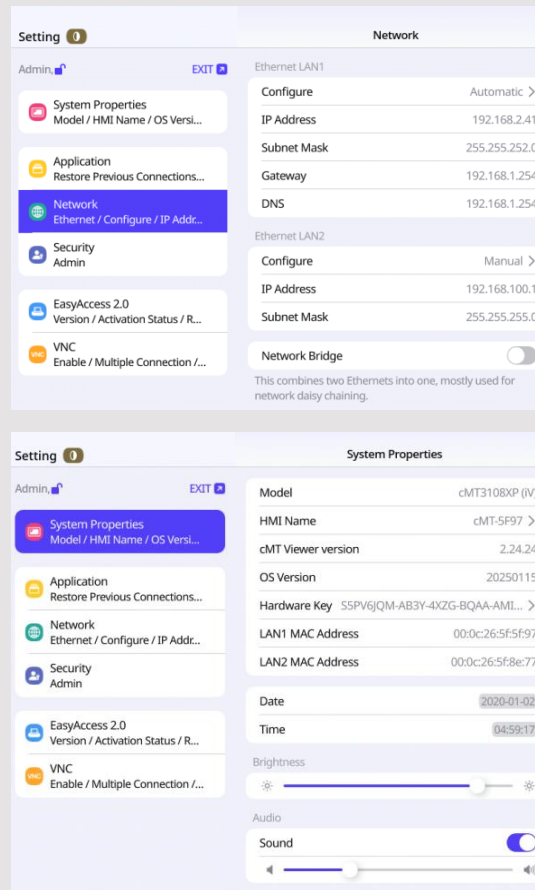 Setting
Network
Admin,
EXIT
System Properties
Model / HMI Name / OS Versi...
Application
Restore Previous Connections...
Network
Ethernet / Configure / IP Addr...
Security
Admin
EasyAccess 2.0
Version / Activation Status / R...
VNC
VNC
Enable / Multiple Connection /...
Ethernet LAN1
Configure Automatic >
IP Address 192.168.2.41
Subnet Mask 255.255.252.0
Gateway 192.168.1.254
DNS 192.168.1.254
Ethernet LAN2
Configure Manual >
IP Address 192.168.100.1
Subnet Mask 255.255.255.0
Network Bridge
This combines two Ethernets into one, mostly used for
network daisy chaining.
Setting
System Properties
Admin,
EXIT
System Properties
Model / HMI Name / OS Versi...
Application
Restore Previous Connections...
Network
Ethernet / Configure / IP Addr...
Security
Admin
EasyAccess 2.0
Version / Activation Status / R...
VNC
VNC
Enable / Multiple Connection /...
Model cMT3108XP (iV)
HMI Name cMT-5F97 >
cMT Viewer version 2.24.24
OS Version 20250115
Hardware Key S5PV6JQM-AB3Y-4XZG-BQAA-AMI... >
LAN1 MAC Address 00:0c:26:5f:5f:97
LAN2 MAC Address 00:0c:26:5f:8e:77
Date 2020-01-02
Time 04:59:17
Brightness
Audio
Sound